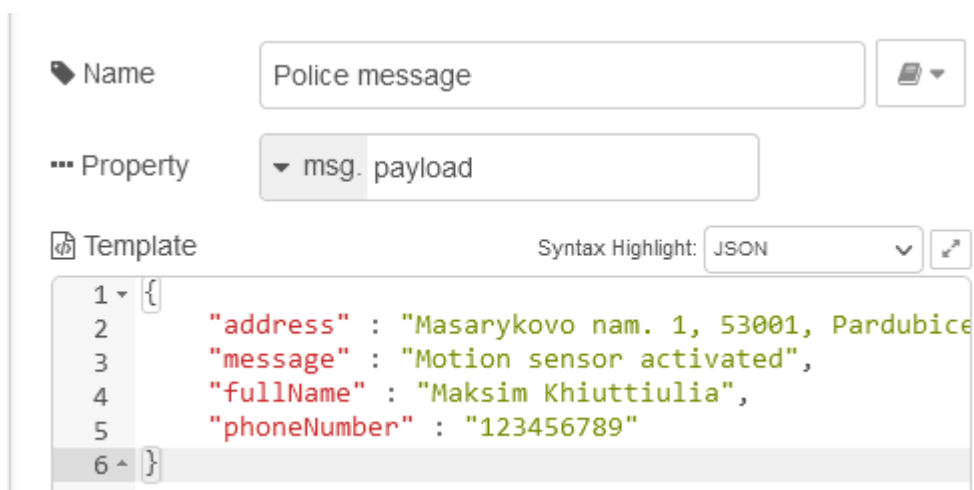 Name Police message
Property msg. payload
Template Syntax Highlight: JSON
1 {
2 "address" : "Masarykovo nam. 1, 53001, Pardubice
3 "message" : "Motion sensor activated",
4 "fullName" : "Maksim Khiuttiulia",
5 "phoneNumber" : "123456789"
6 }